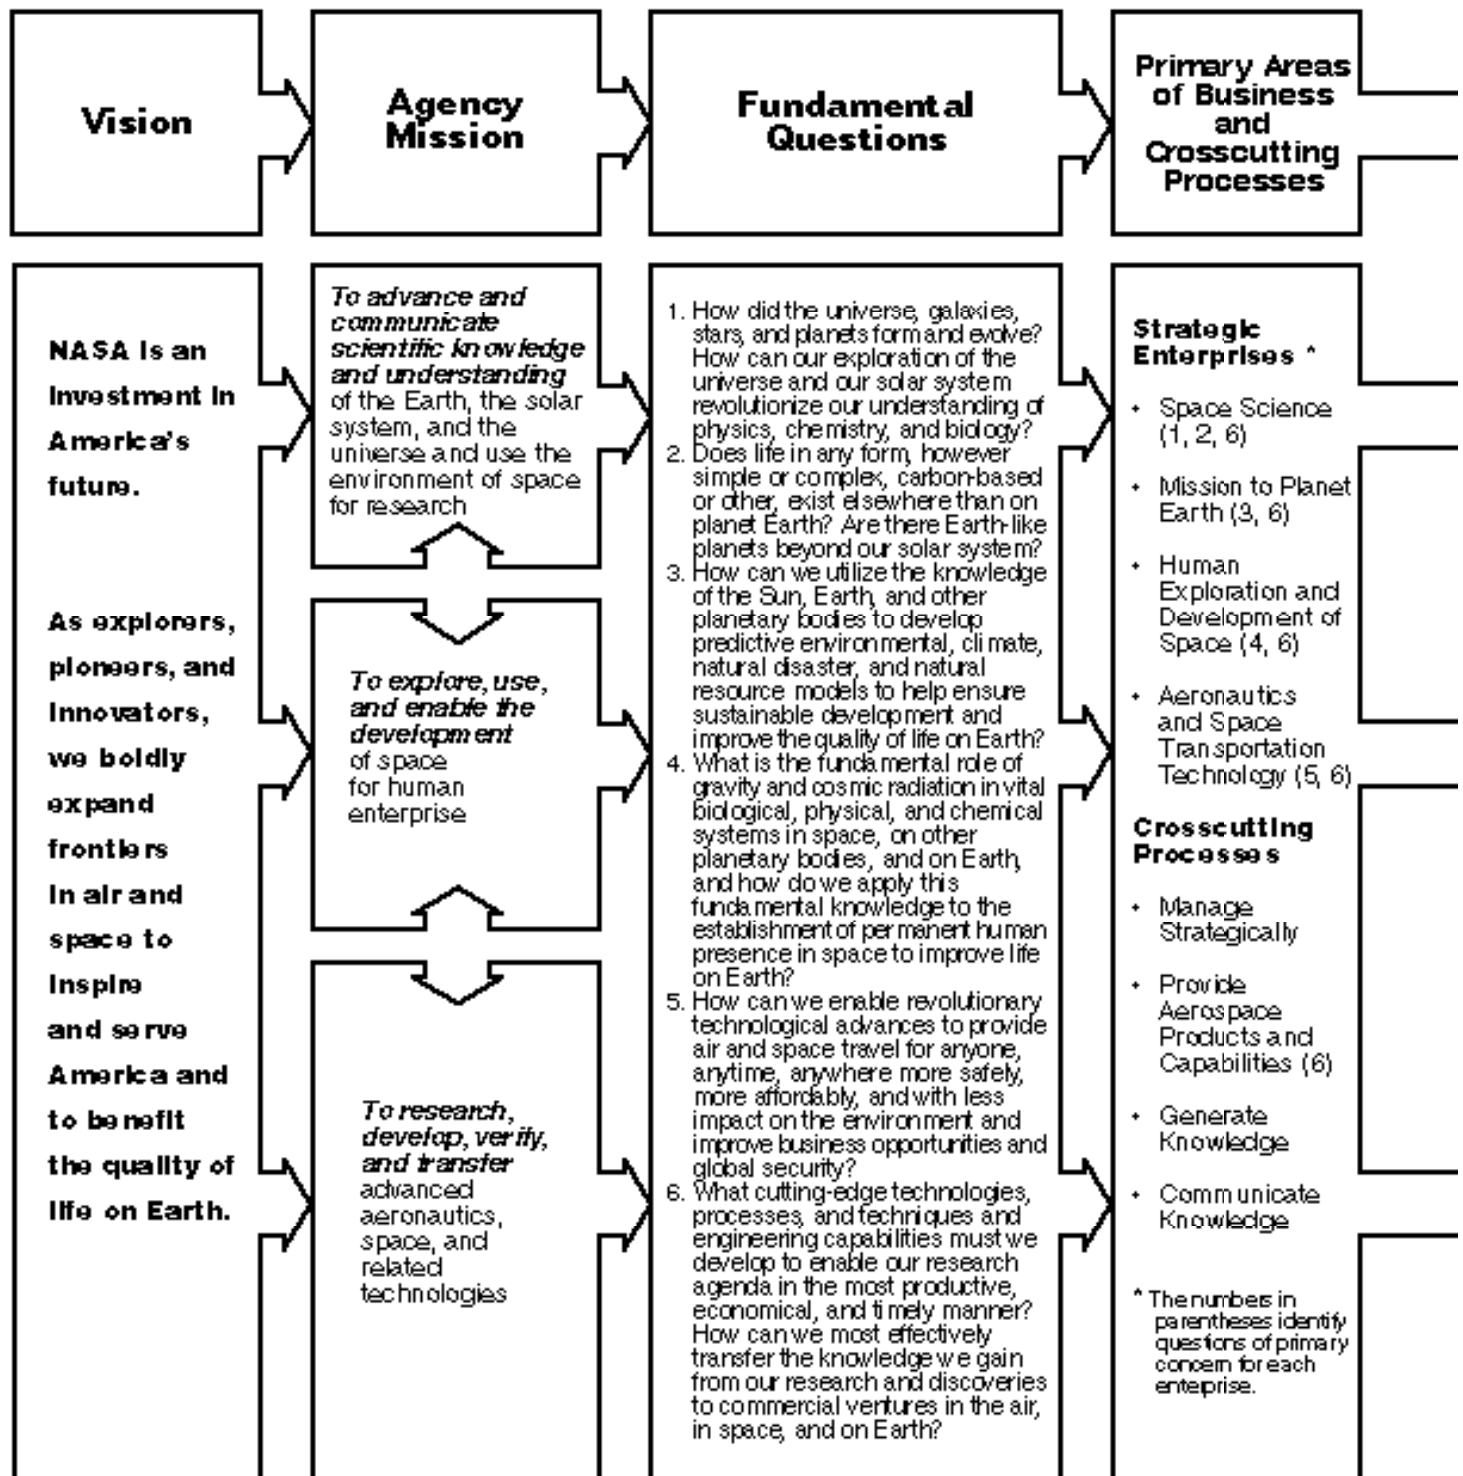 Vision
Agency
Mission
Fundamental
Questions
Primary Areas
of Business
and
Crosscutting
Processes
NASA is an
investment in
America's
future.
As explorers,
pioneers, and
innovators,
we boldly
expand
frontiers
in air and
space to
inspire
and serve
America and
to benefit
the quality of
life on Earth.
To advance and
communicate
scientific knowledge
and understanding
of the Earth, the solar
system, and the
universe and use the
environment of space
for research
To explore, use,
and enable the
development
of space
for human
enterprise
To research,
develop, verify,
and transfer
advanced
aeronautics,
space, and
related
technologies
1. How did the universe, galaxies,
stars, and planets form and evolve?
How can our exploration of the
universe and our solar system
revolutionize our understanding of
physics, chemistry, and biology?
2. Does life in any form, however
simple or complex, carbon-based
or other, exist elsewhere than on
planet Earth? Are there Earth-like
planets beyond our solar system?
3. How can we utilize the knowledge
of the Sun, Earth, and other
planetary bodies to develop
predictive environmental, climate,
natural disaster, and natural
resource models to help ensure
sustainable development and
improve the quality of life on Earth?
4. What is the fundamental role of
gravity and cosmic radiation in vital
biological, physical, and chemical
systems in space, on other
planetary bodies, and on Earth,
and how do we apply this
fundamental knowledge to the
establishment of permanent human
presence in space to improve life
on Earth?
5. How can we enable revolutionary
technological advances to provide
air and space travel for anyone,
anytime, anywhere more safely,
more affordably, and with less
impact on the environment and
improve business opportunities and
global security?
6. What cutting-edge technologies,
processes, and techniques and
engineering capabilities must we
develop to enable our research
agenda in the most productive,
economical, and timely manner?
How can we most effectively
transfer the knowledge we gain
from our research and discoveries
to commercial ventures in the air,
in space, and on Earth?
Strategic
Enterprises *
• Space Science
(1, 2, 6)
• Mission to Planet
Earth (3, 6)
• Human
Exploration and
Development of
Space (4, 6)
• Aeronautics
and Space
Transportation
Technology (5, 6)
Crosscutting
Processes
• Manage
Strategically
• Provide
Aerospace
Products and
Capabilities (6)
• Generate
Knowledge
• Communicate
Knowledge
* The numbers in
parentheses identify
questions of primary
concern for each
enterprise.